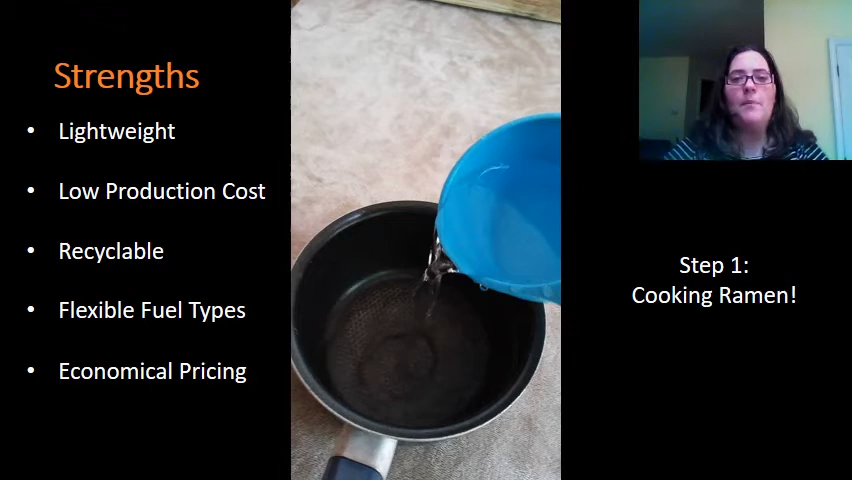 Strengths
• Lightweight
• Low Production Cost
• Recyclable
• Flexible Fuel Types
• Economical Pricing
Step 1:
Cooking Ramen!